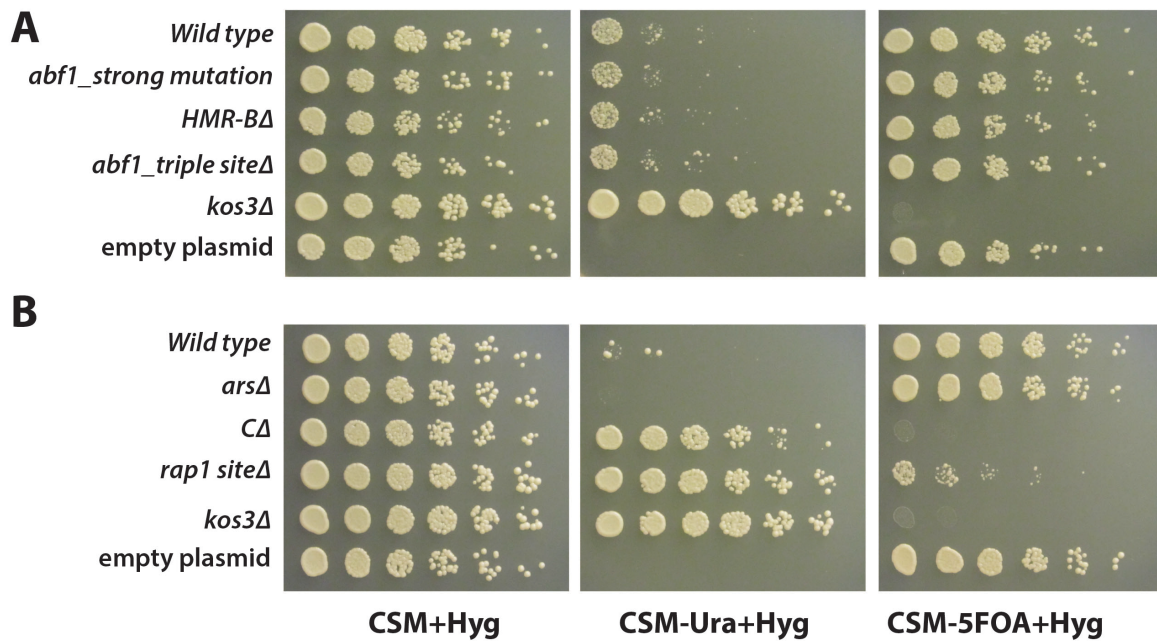 A
Wild type
abf1_strong mutation
HMR-BΔ
abf1_triple siteΔ
kos3Δ
empty plasmid
B
Wild type
arsΔ
CΔ
rap1 siteΔ
kos3Δ
empty plasmid
CSM+Hyg
CSM-Ura+Hyg
CSM-5FOA+Hyg